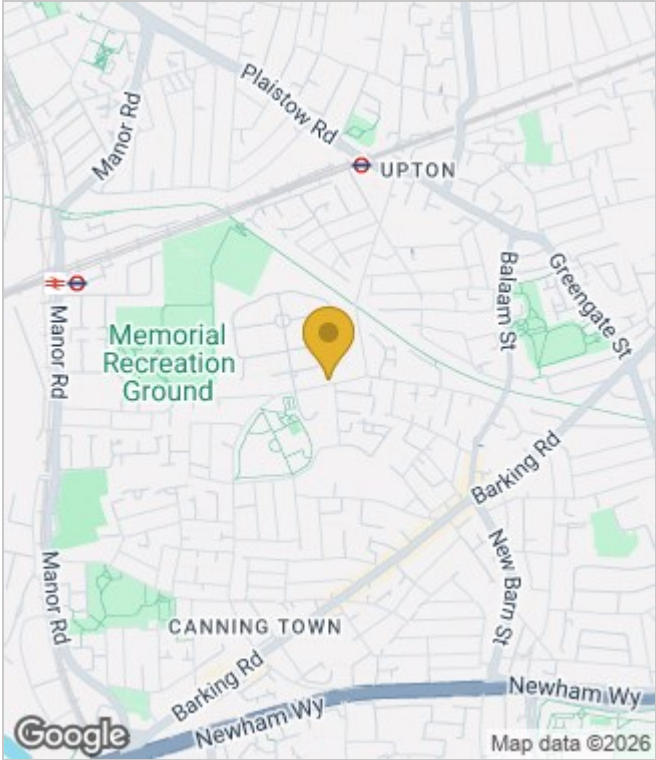 Plaistow Rd
Manor Rd
UPTON
Balaam St
Greengate St
Manor Rd
Memorial
Recreation
Ground
Barking Rd
Manor Rd
New Barn St
CANNING TOWN
Barking Rd
Newham Wy
Newham Wy
Google
Map data ©2026